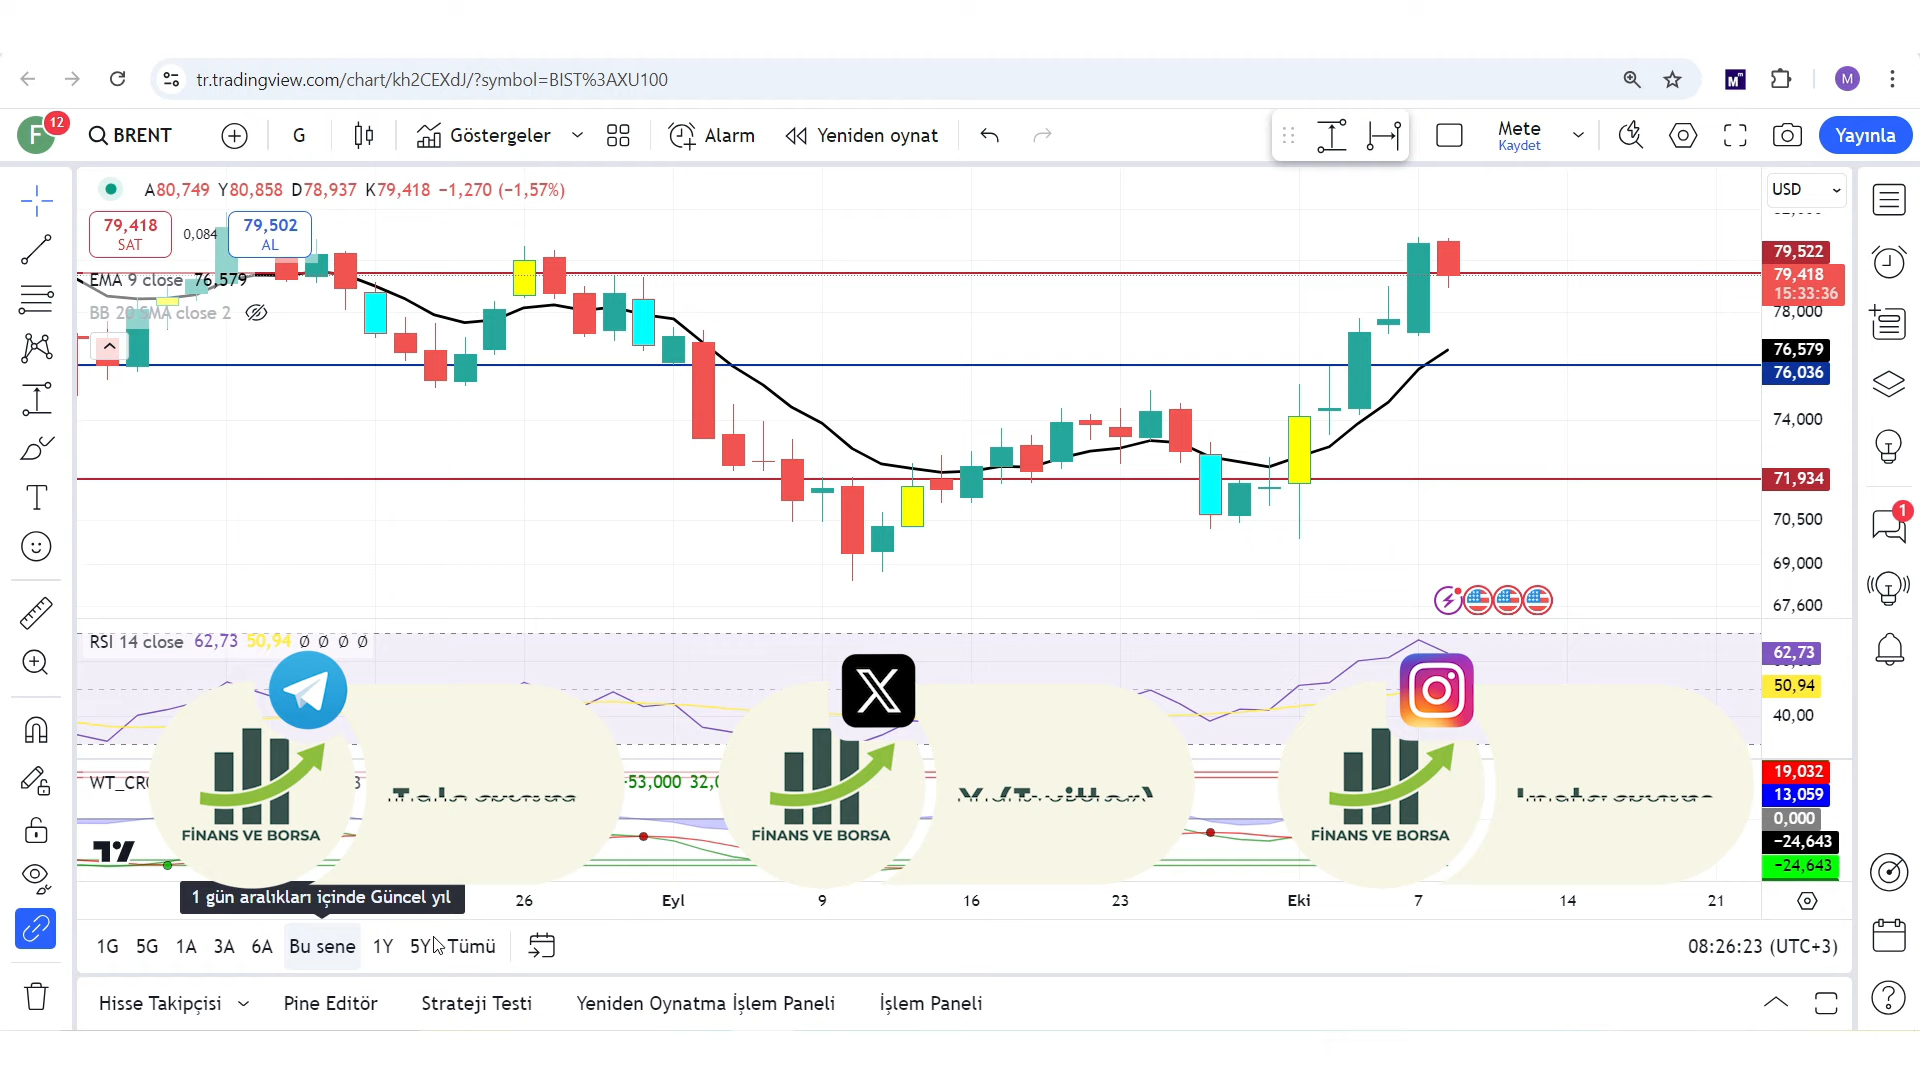 tr.tradingview.com/chart/kh2CEXdJ/?symbol=BIST%3AXU100
M
M
F
12
BRENT
G
Göstergeler
Alarm
Yeniden oynat
Mete
Kaydet
Yayınla
A80,749 Y80,858 D78,937 K79,418 −1,270 (−1,57%)
USD
79,418
SAT
0,084
79,502
AL
79,522
79,418
15:33:36
78,000
EMA 9 close 76,579
BB 20 SMA close 2
76,579
76,036
74,000
71,934
70,500
69,000
67,600
1
RSI 14 close 62,73 50,94 Ø Ø Ø Ø
62,73
50,94
40,00
FİNANS VE BORSA
FİNANS VE BORSA
FİNANS VE BORSA
19,032
13,059
0,000
−24,643
−24,643
1 gün aralıkları içinde Güncel yıl
26
Eyl
9
16
23
Eki
7
14
21
1G
5G
1A
3A
6A
Bu sene
1Y
5Y
Tümü
08:26:23 (UTC+3)
Hisse Takipçisi
Pine Editör
Strateji Testi
Yeniden Oynatma İşlem Paneli
İşlem Paneli